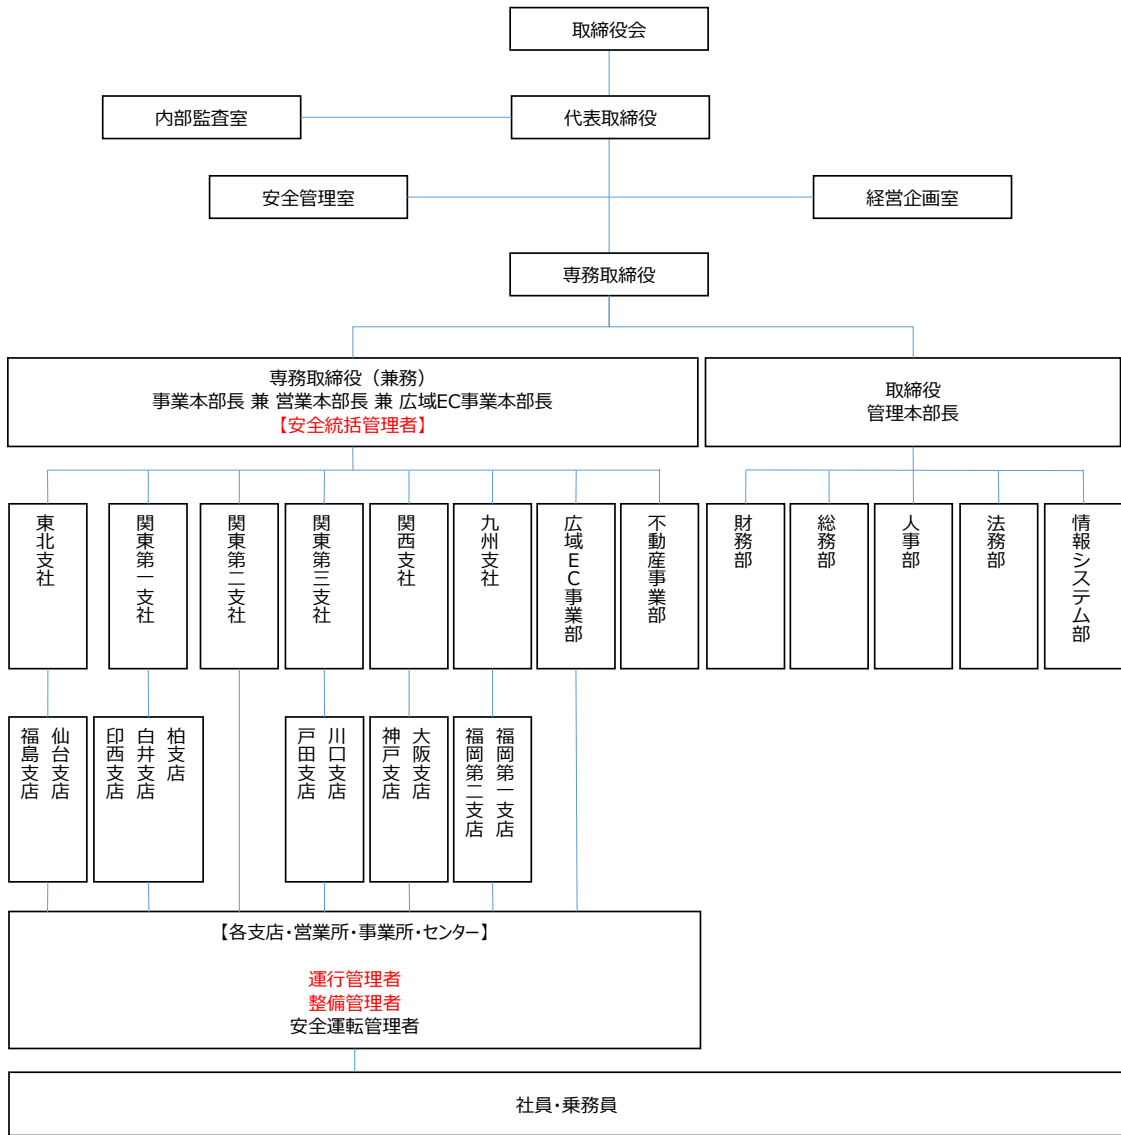 取締役会
内部監査室
代表取締役
安全管理室
経営企画室
専務取締役
専務取締役（兼務）
事業本部長 兼 営業本部長 兼 広域EC事業本部長
【安全統括管理者】
取締役
管理本部長
東北支社
関東第一支社
関東第二支社
関東第三支社
関西支社
九州支社
広域EC事業部
不動産事業部
財務部
総務部
人事部
法務部
情報システム部
仙台支店
福島支店
柏支店
白井支店
印西支店
川口支店
戸田支店
大阪支店
神戸支店
福岡第一支店
福岡第二支店
【各支店・営業所・事業所・センター】
運行管理者
整備管理者
安全運転管理者
社員・乗務員